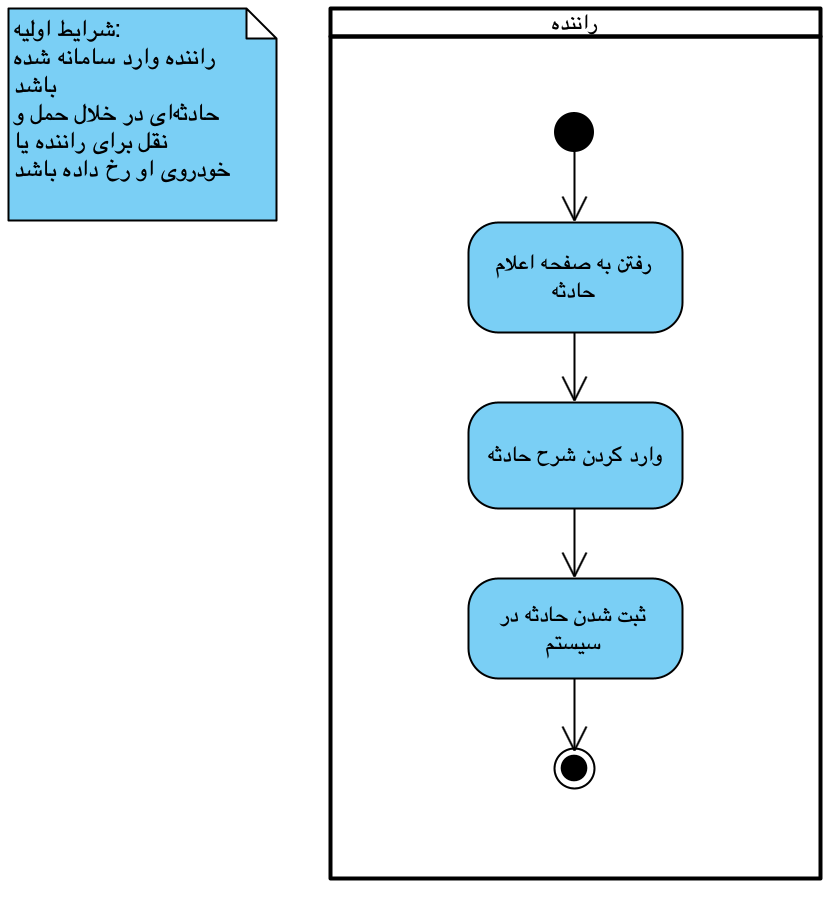 شرایط اولیه:
راننده وارد سامانه شده
باشد
حادثه‌ای در خلال حمل و
نقل برای راننده یا
خودروی او رخ داده باشد
راننده
رفتن به صفحه اعلام
حادثه
وارد کردن شرح حادثه
ثبت شدن حادثه در
سیستم